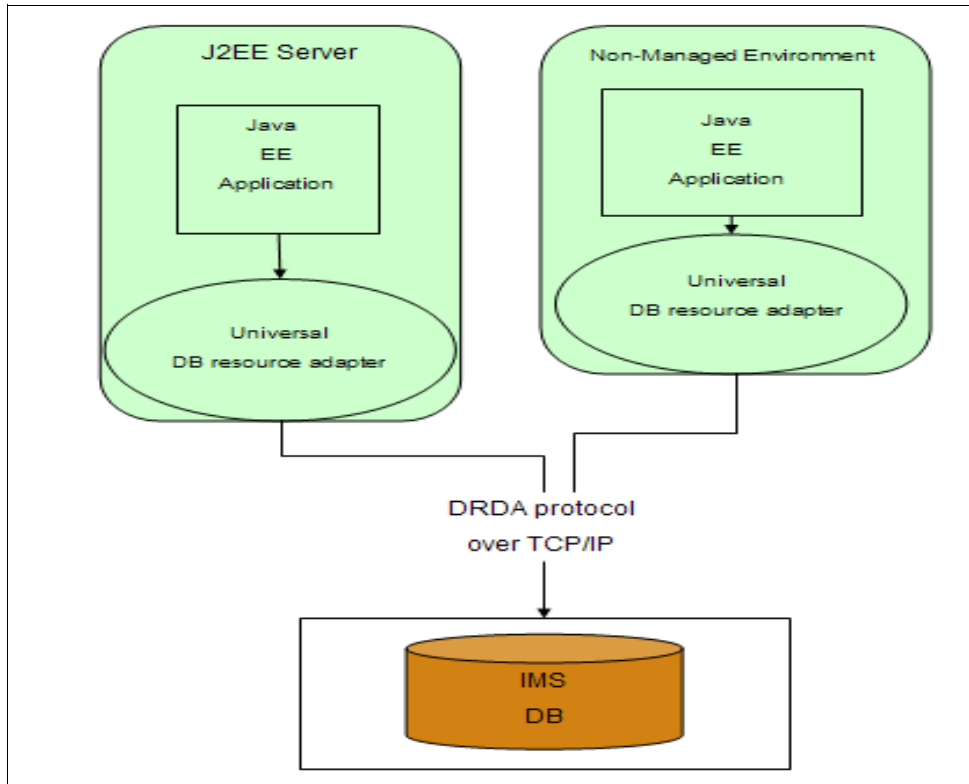 J2EE Server
Java
EE
Application
Universal
DB resource adapter
Non-Managed Environment
Java
EE
Application
Universal
DB resource adapter
DRDA protocol
over TCP/IP
IMS
DB